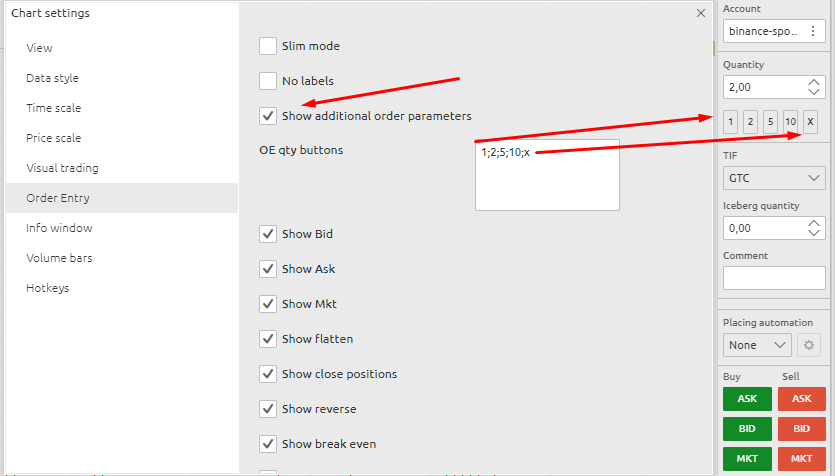 Chart settings
View
Data style
Time scale
Price scale
Visual trading
Order Entry
Info window
Volume bars
Hotkeys
Slim mode
No labels
Show additional order parameters
OE qty buttons
1;2;5;10;x
Show Bid
Show Ask
Show Mkt
Show flatten
Show close positions
Show reverse
Show break even
Account
binance-spo...
Quantity
2,00
1 2 5 10 X
TIF
GTC
Iceberg quantity
0,00
Comment
Placing automation
None
Buy Sell
ASK ASK
BID BID
MKT MKT